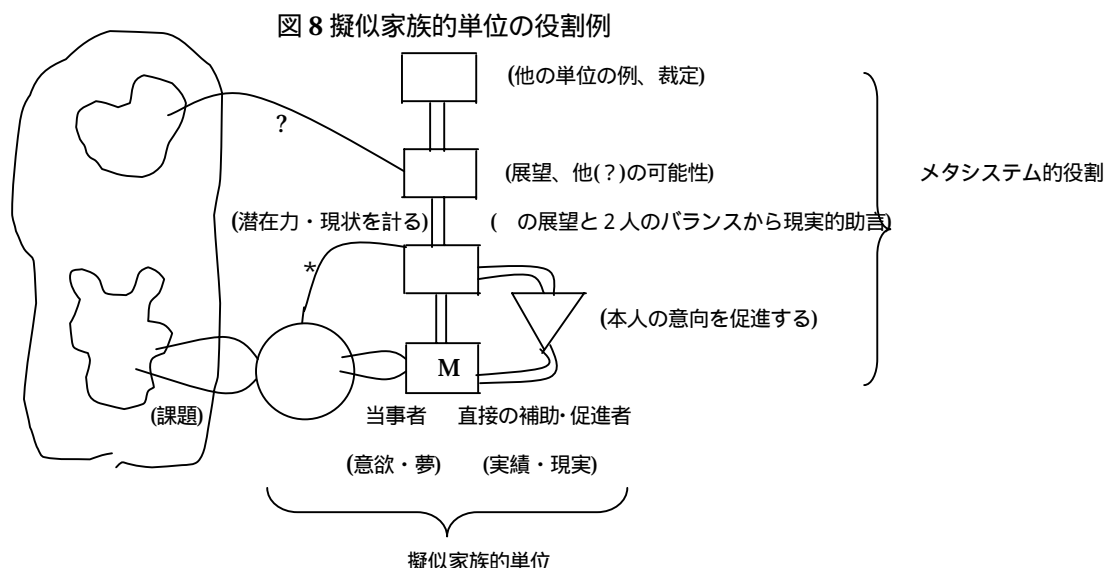 図 8 擬似家族的単位の役割例
(他の単位の例、裁定)
?
(展望、他(？)の可能性)
メタシステム的役割
(潜在力・現状を計る)
(　の展望と２人のバランスから現実的助言)
*
(本人の意向を促進する)
M
(課題)
当事者
直接の補助・促進者
(意欲・夢)
(実績・現実)
擬似家族的単位